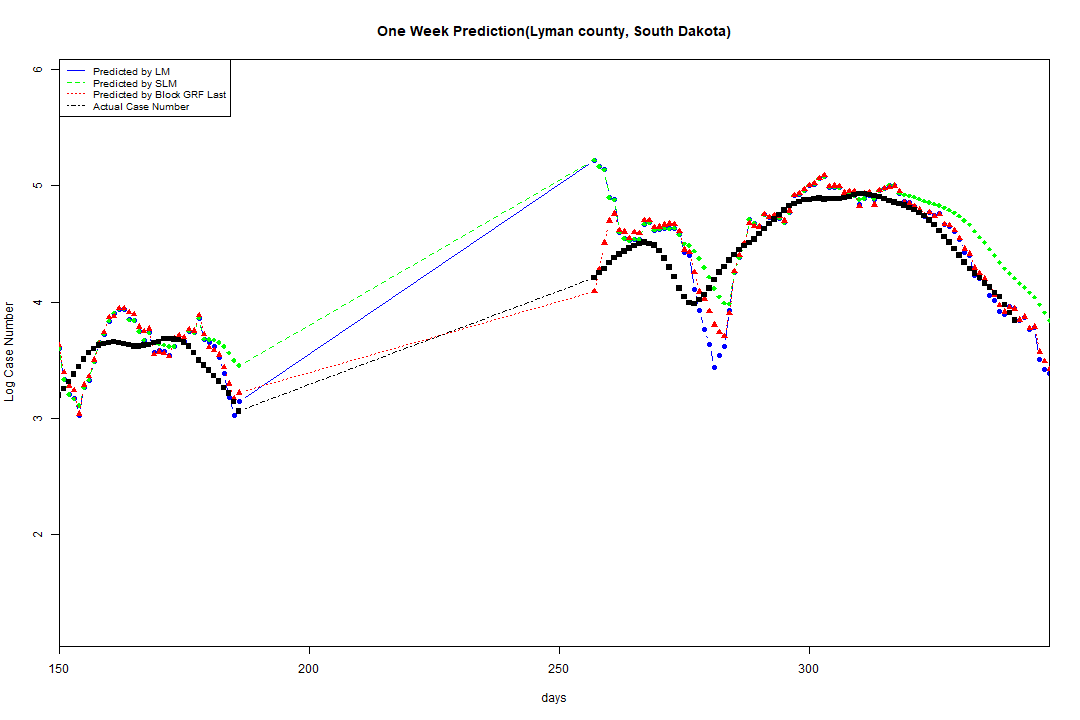 One Week Prediction(Lyman county, South Dakota)
Predicted by LM
Predicted by SLM
Predicted by Block GRF Last
Actual Case Number
6
5
4
3
2
Log Case Number
150 200 250 300
days